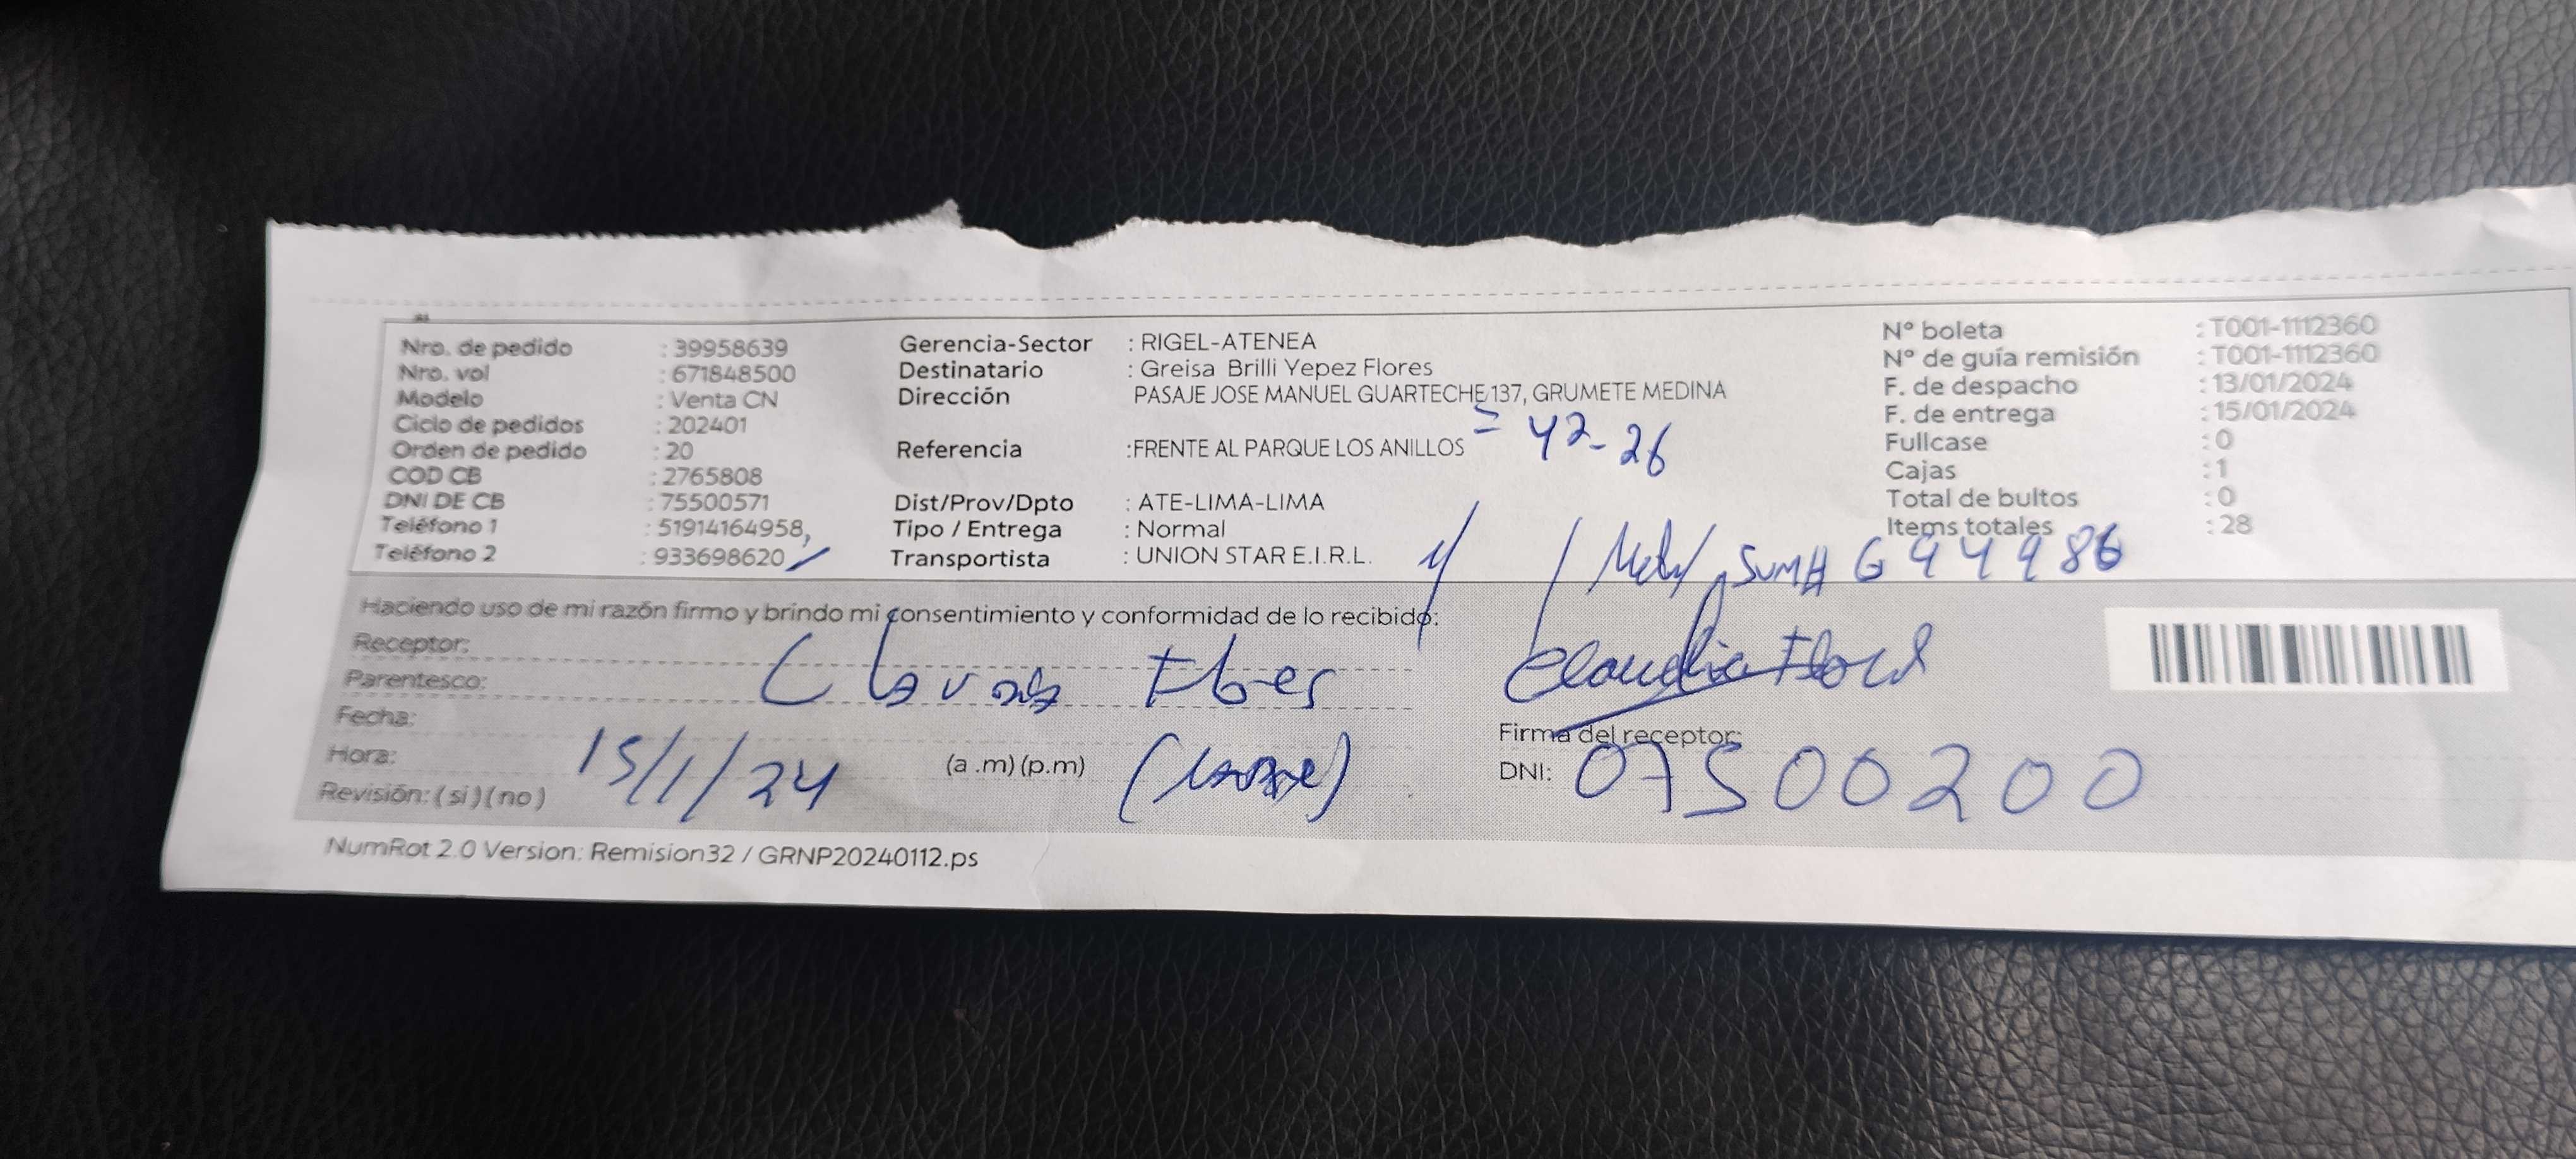 Nro. de pedido : 39958639
Nro. vol : 671848500
Modelo : Venta CN
Ciclo de pedidos : 202401
Orden de pedido : 20
COD CB : 2765808
DNI DE CB : 75500571
Teléfono 1 : 51914164958,
Teléfono 2 : 933698620
Gerencia-Sector : RIGEL-ATENEA
Destinatario : Greisa Brilli Yepez Flores
Dirección PASAJE JOSE MANUEL GUARTECHE 137, GRUMETE MEDINA
= 42-26
Referencia :FRENTE AL PARQUE LOS ANILLOS
Dist/Prov/Dpto : ATE-LIMA-LIMA
Tipo / Entrega : Normal
Transportista : UNION STAR E.I.R.L.
N° boleta : T001-1112360
N° de guía remisión : T001-1112360
F. de despacho : 13/01/2024
F. de entrega : 15/01/2024
Fullcase : 0
Cajas : 1
Total de bultos : 0
Items totales : 28
Haciendo uso de mi razón firmo y brindo mi consentimiento y conformidad de lo recibido:
Receptor:
Parentesco:
Flores
Claudia Flores
Fecha:
Hora: 15/1/24 (a .m) (p.m)
Revisión: ( si ) ( no )
Firma del receptor:
DNI: 07500200
NumRot 2.0 Version: Remision32 / GRNP20240112.ps